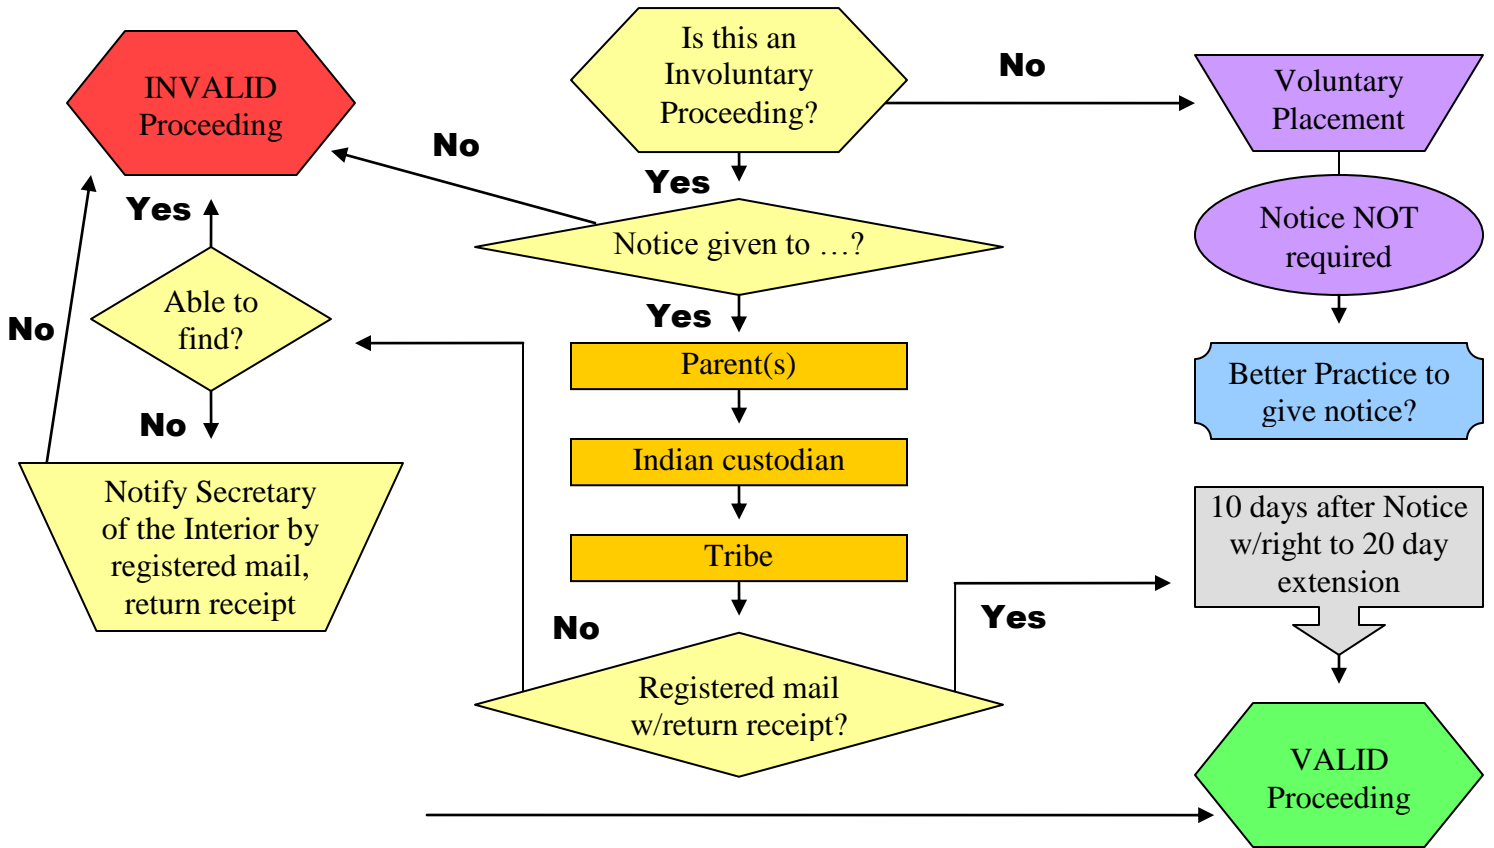 Is this an
Involuntary
Proceeding?
No
Voluntary
Placement
INVALID
Proceeding
No
Yes
Yes
Notice given to …?
Notice NOT
required
Able to
find?
No
Yes
Parent(s)
Better Practice to
give notice?
No
Indian custodian
Notify Secretary
of the Interior by
registered mail,
return receipt
10 days after Notice
w/right to 20 day
extension
Tribe
No
Yes
Registered mail
w/return receipt?
VALID
Proceeding